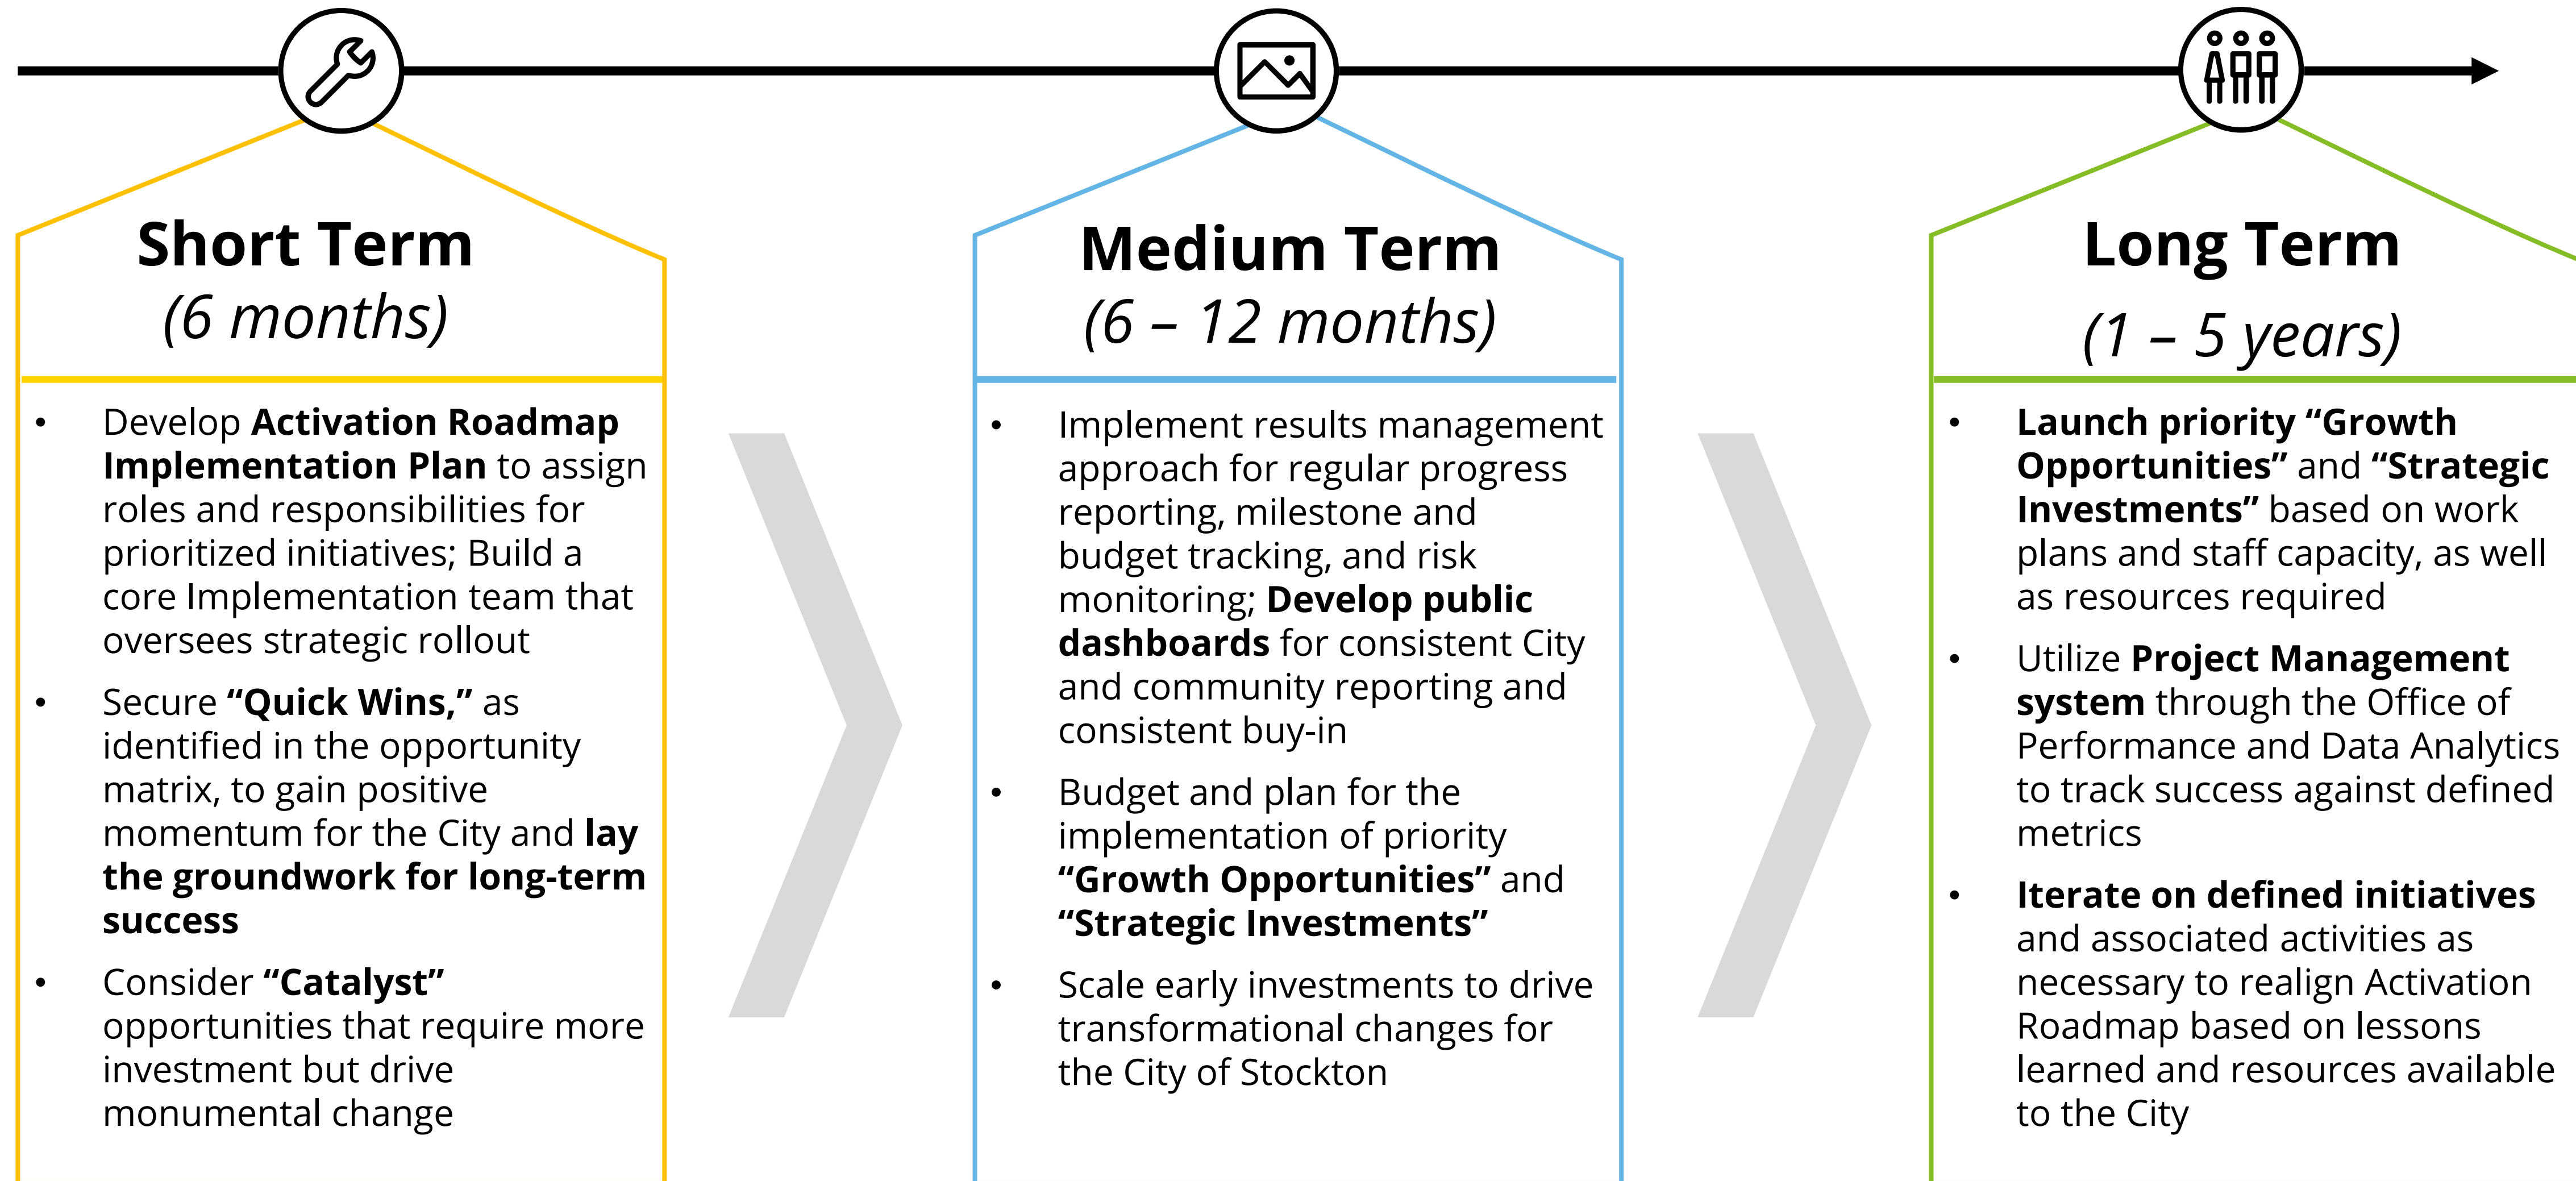 Short Term
(6 months)
• Develop Activation Roadmap
Implementation Plan to assign
roles and responsibilities for
prioritized initiatives; Build a
core Implementation team that
oversees strategic rollout
• Secure “Quick Wins,” as
identified in the opportunity
matrix, to gain positive
momentum for the City and lay
the groundwork for long-term
success
• Consider “Catalyst”
opportunities that require more
investment but drive
monumental change
Medium Term
(6 – 12 months)
• Implement results management
approach for regular progress
reporting, milestone and
budget tracking, and risk
monitoring; Develop public
dashboards for consistent City
and community reporting and
consistent buy-in
• Budget and plan for the
implementation of priority
“Growth Opportunities” and
“Strategic Investments”
• Scale early investments to drive
transformational changes for
the City of Stockton
Long Term
(1 – 5 years)
• Launch priority “Growth
Opportunities” and “Strategic
Investments” based on work
plans and staff capacity, as well
as resources required
• Utilize Project Management
system through the Office of
Performance and Data Analytics
to track success against defined
metrics
• Iterate on defined initiatives
and associated activities as
necessary to realign Activation
Roadmap based on lessons
learned and resources available
to the City